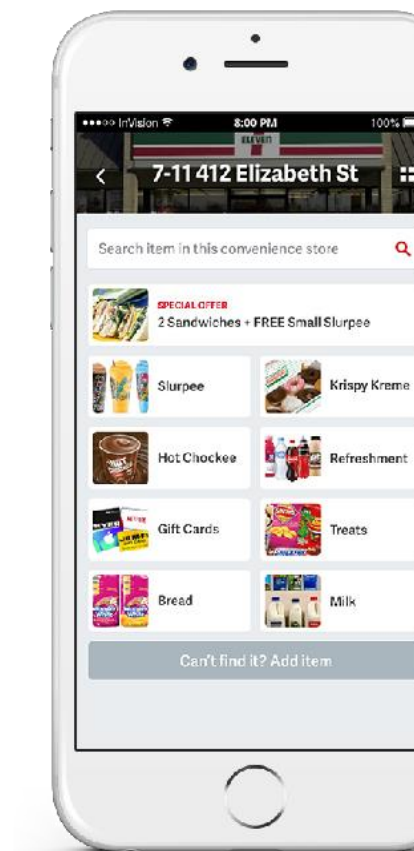 InVision
8:00 PM
100%
ELEVEN
7-11 412 Elizabeth St
Search item in this convenience store
SPECIAL OFFER
2 Sandwiches + FREE Small Slurpee
Slurpee
Krispy Kreme
Hot Chockee
Refreshment
Gift Cards
Treats
Bread
Milk
Can't find it? Add item